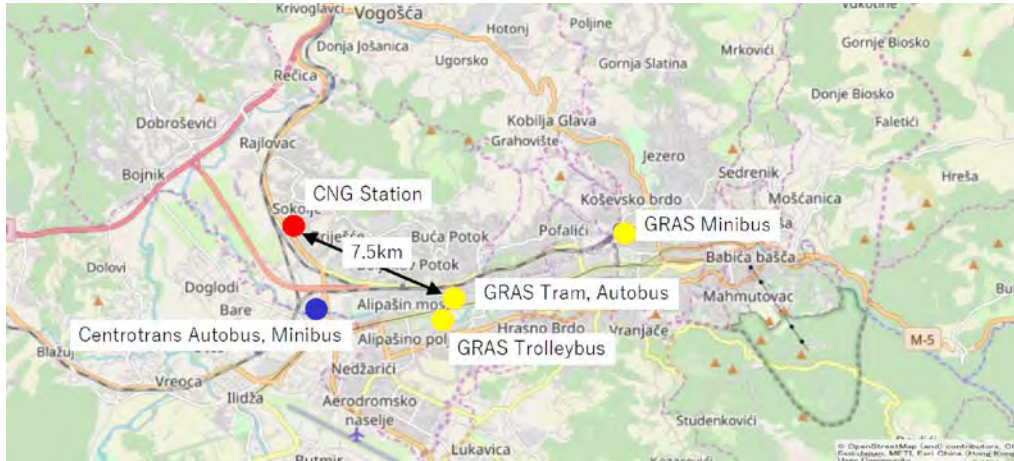 Krivoglavci
Vogošća
Hotonj
Poljine
Vukotine
Donja Jošanica
Ugorsko
Gornja Slatina
Mrkovići
Gornje Biosko
Rečica
Donje Biosko
Dobroševići
Kobilja Glava
Faletići
Rajlovac
Grahovište
Jezero
Bojnik
Sedrenik
CNG Station
Hreša
Koševsko brdo
Mošćanica
Sokolje
GRAS Minibus
Buća Potok
Pofalići
7.5km
Potok
Babića bašča
Dolovi
Doglodi
GRAS Tram, Autobus
Mahmutovac
Bare
Alipašin
Centrotrans Autobus, Minibus
Alipašino
Hrasno Brdo
Vranjače
M-5
Blažuj
GRAS Trolleybus
Nedžarići
Vreoca
Ilidža
Aerodromsko
naselje
Studenkovići
Lukavica
© OpenStreetMap (and) contributors,